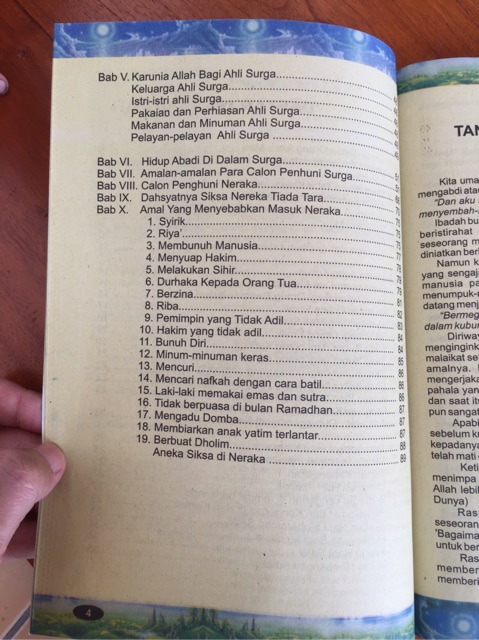 Bab V. Karunia Allah Bagi Ahli Surga
Keluarga Ahli Surga
Istri-istri ahli Surga
Pakaiao dan Perhiasan Ahli Surga
Makanan dan Minuman Ahli Surga
Pelayan-pelayan Ahli Surga
Bab VI. Hidup Abadi Di Dalam Surga
Bab VII. Amalan-amalan Para Calon Penhuni Surga
Bab VIII. Calon Penghuni Neraka
Bab IX. Dahsyatnya Siksa Nereka Tiada Tara
Bab X. Amal Yang Menyebabkan Masuk Neraka
1. Syirik
2. Riya'
3. Membunuh Manusia
4. Menyuap Hakim
5. Melakukan Sihir
6. Durhaka Kepada Orang Tua
7. Berzina
8. Riba
9. Pemimpin yang Tidak Adil
10. Hakim yang tidak adil
11. Bunuh Diri
12. Minum-minuman keras
13. Mencuri
14. Mencari nafkah dengan cara batil
15. Laki-laki memakai emas dan sutra
16. Tidak berpuasa di bulan Ramadhan
17. Mengadu Domba
18. Membiarkan anak yatim terlantar
19. Berbuat Dholim
Aneka Siksa di Neraka
4
TAN
Kita uma
mengabdi atau
"Dan aku
menyembah-
Ibadah bu
beristirahat
seseorang m
diniatkan beri
Namun k
yang sengaj
manusia pa
menumpuk-
datang menj
"Bermeg
dalam kubur
Diriway
mengingink
malaikat se
amalnya.
mengerjaka
pahala yang
dan saat it
pun sangat
Apabi
sebelum k
kepadanya
telah mati
Keti
menimpa
Allah lebil
Dunya)
Ras
seseoran
'Bagaima
untuk ber
Ras
member
memberi